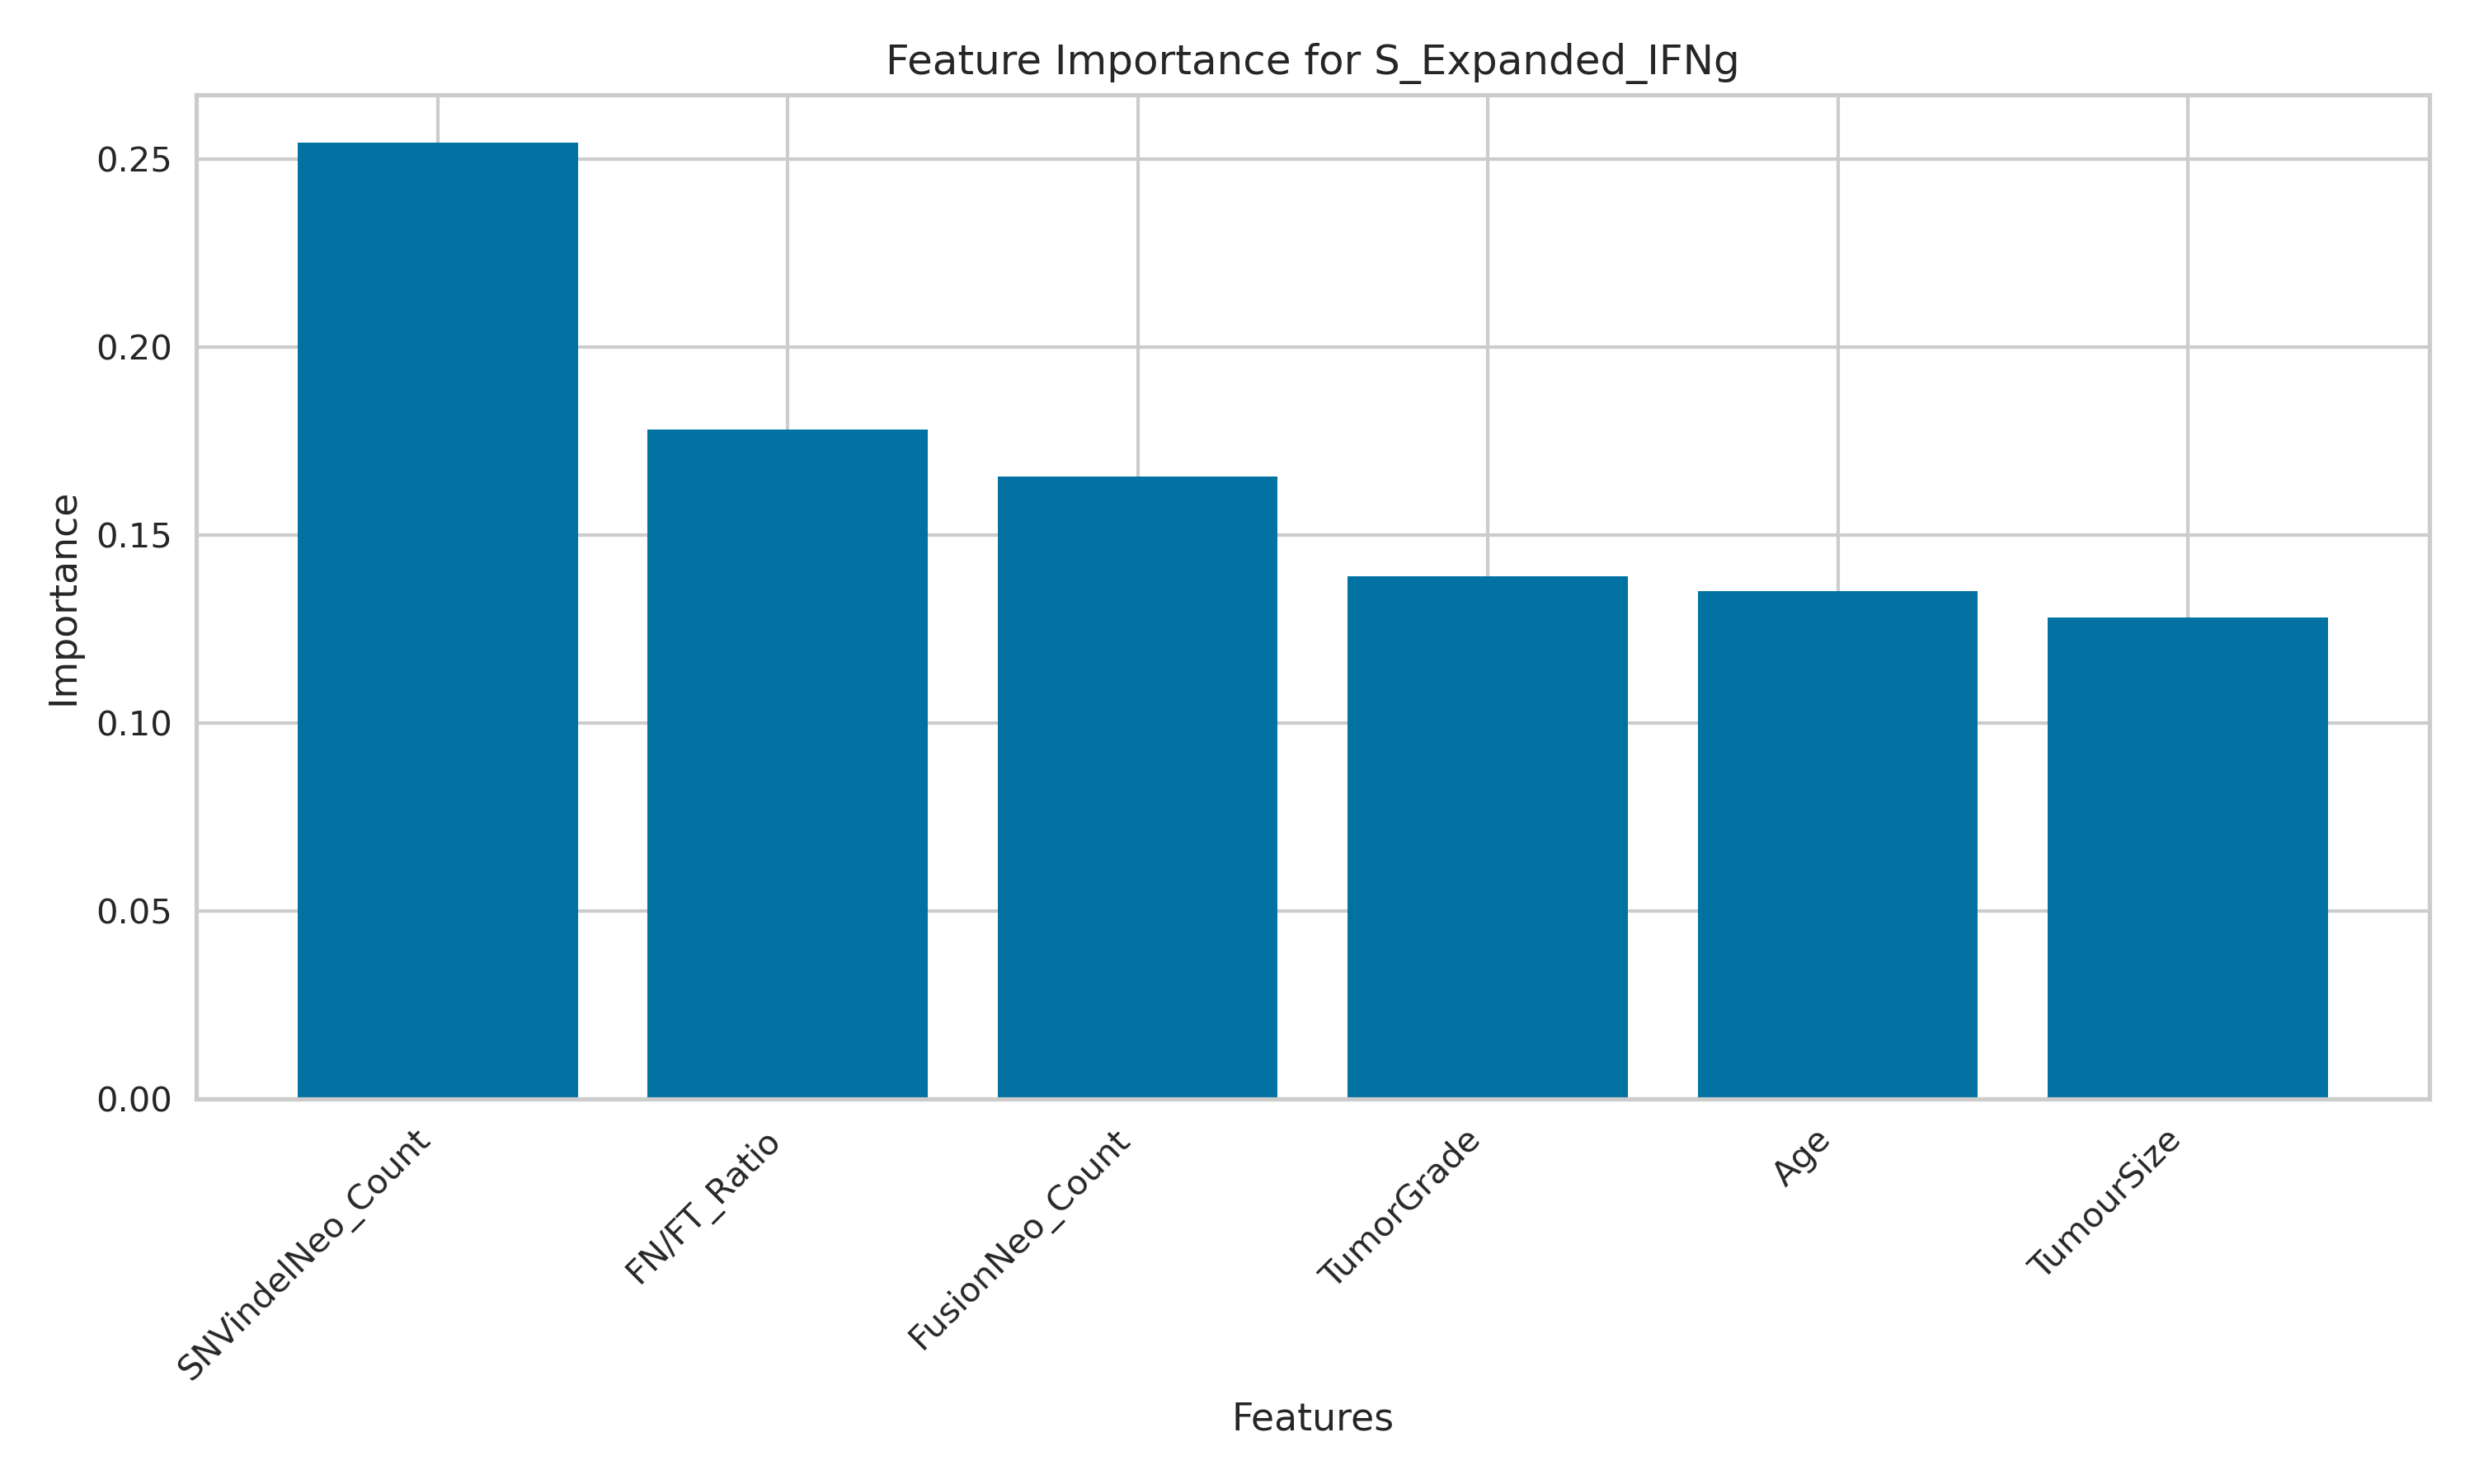 Feature Importance for S_Expanded_IFNg
Importance
0.25
0.20
0.15
0.10
0.05
0.00
SNVindelNeo_Count
FN/FT_Ratio
FusionNeo_Count
TumorGrade
Age
TumourSize
Features